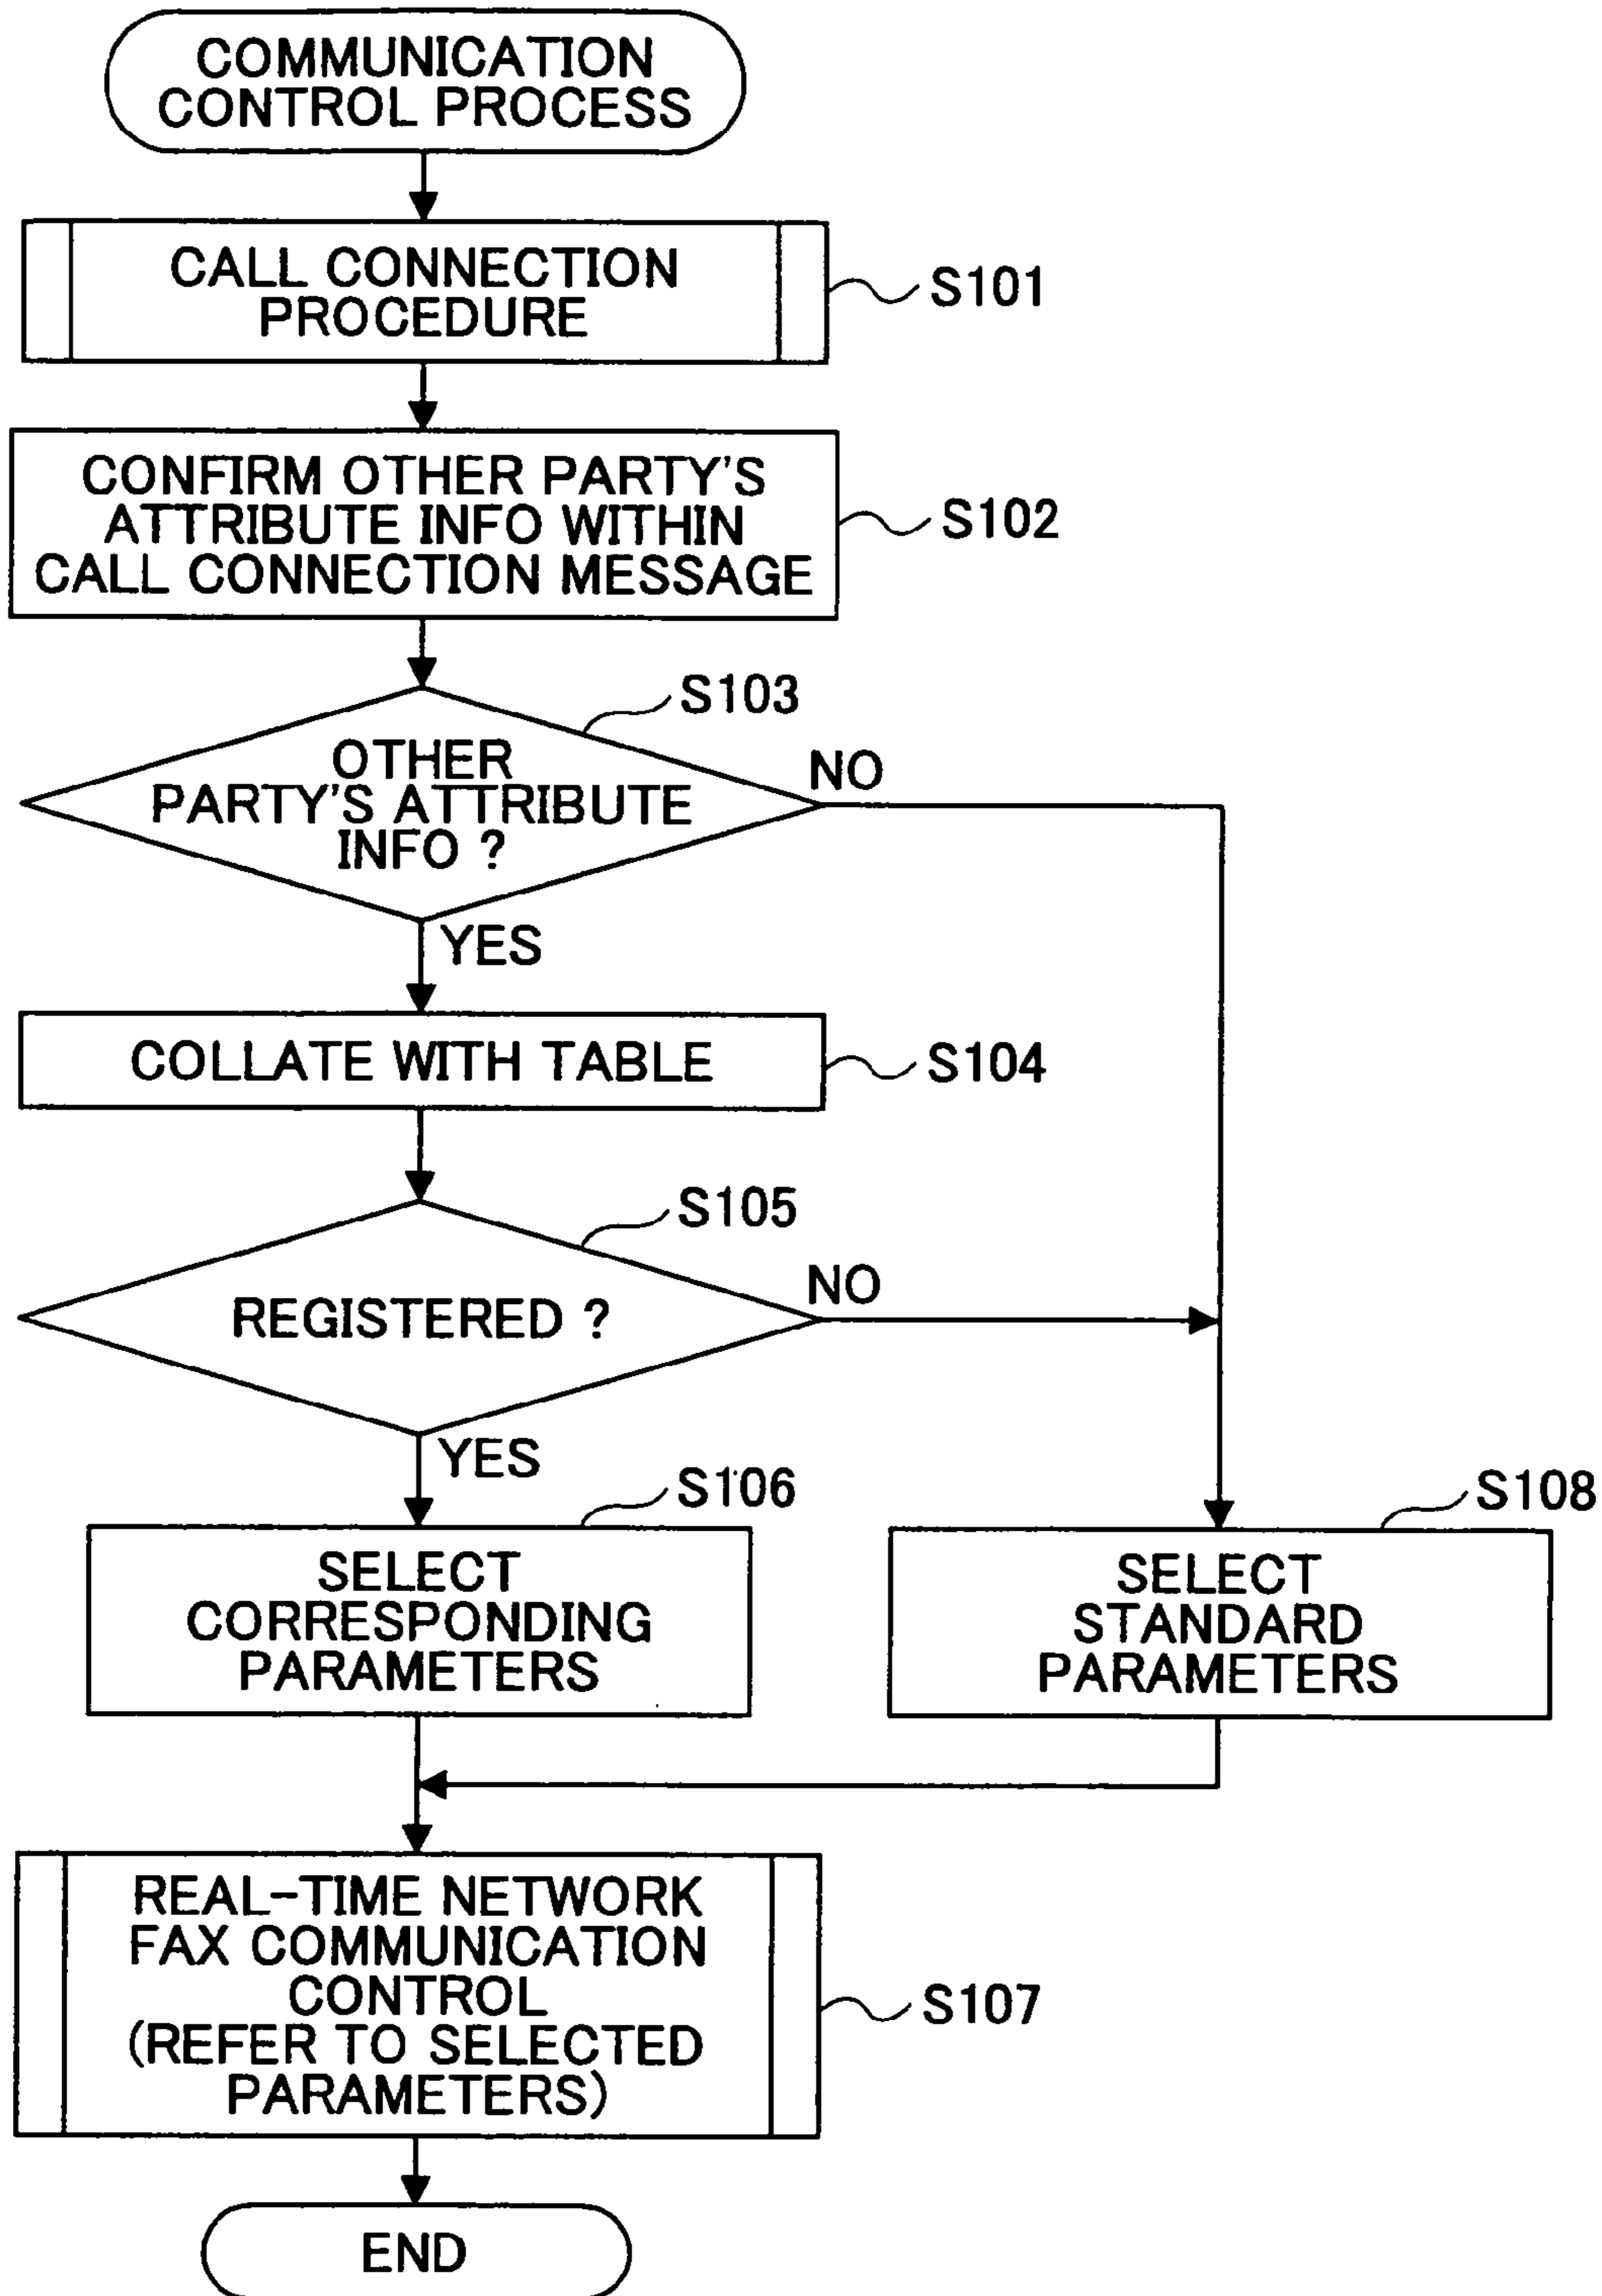 COMMUNICATION
CONTROL PROCESS
CALL CONNECTION
PROCEDURE
S101
CONFIRM OTHER PARTY'S
ATTRIBUTE INFO WITHIN
CALL CONNECTION MESSAGE
S102
S103
OTHER
PARTY'S ATTRIBUTE
INFO ?
NO
YES
COLLATE WITH TABLE
S104
S105
REGISTERED ?
NO
YES
S106
SELECT
CORRESPONDING
PARAMETERS
S108
SELECT
STANDARD
PARAMETERS
REAL-TIME NETWORK
FAX COMMUNICATION
CONTROL
(REFER TO SELECTED
PARAMETERS)
S107
END